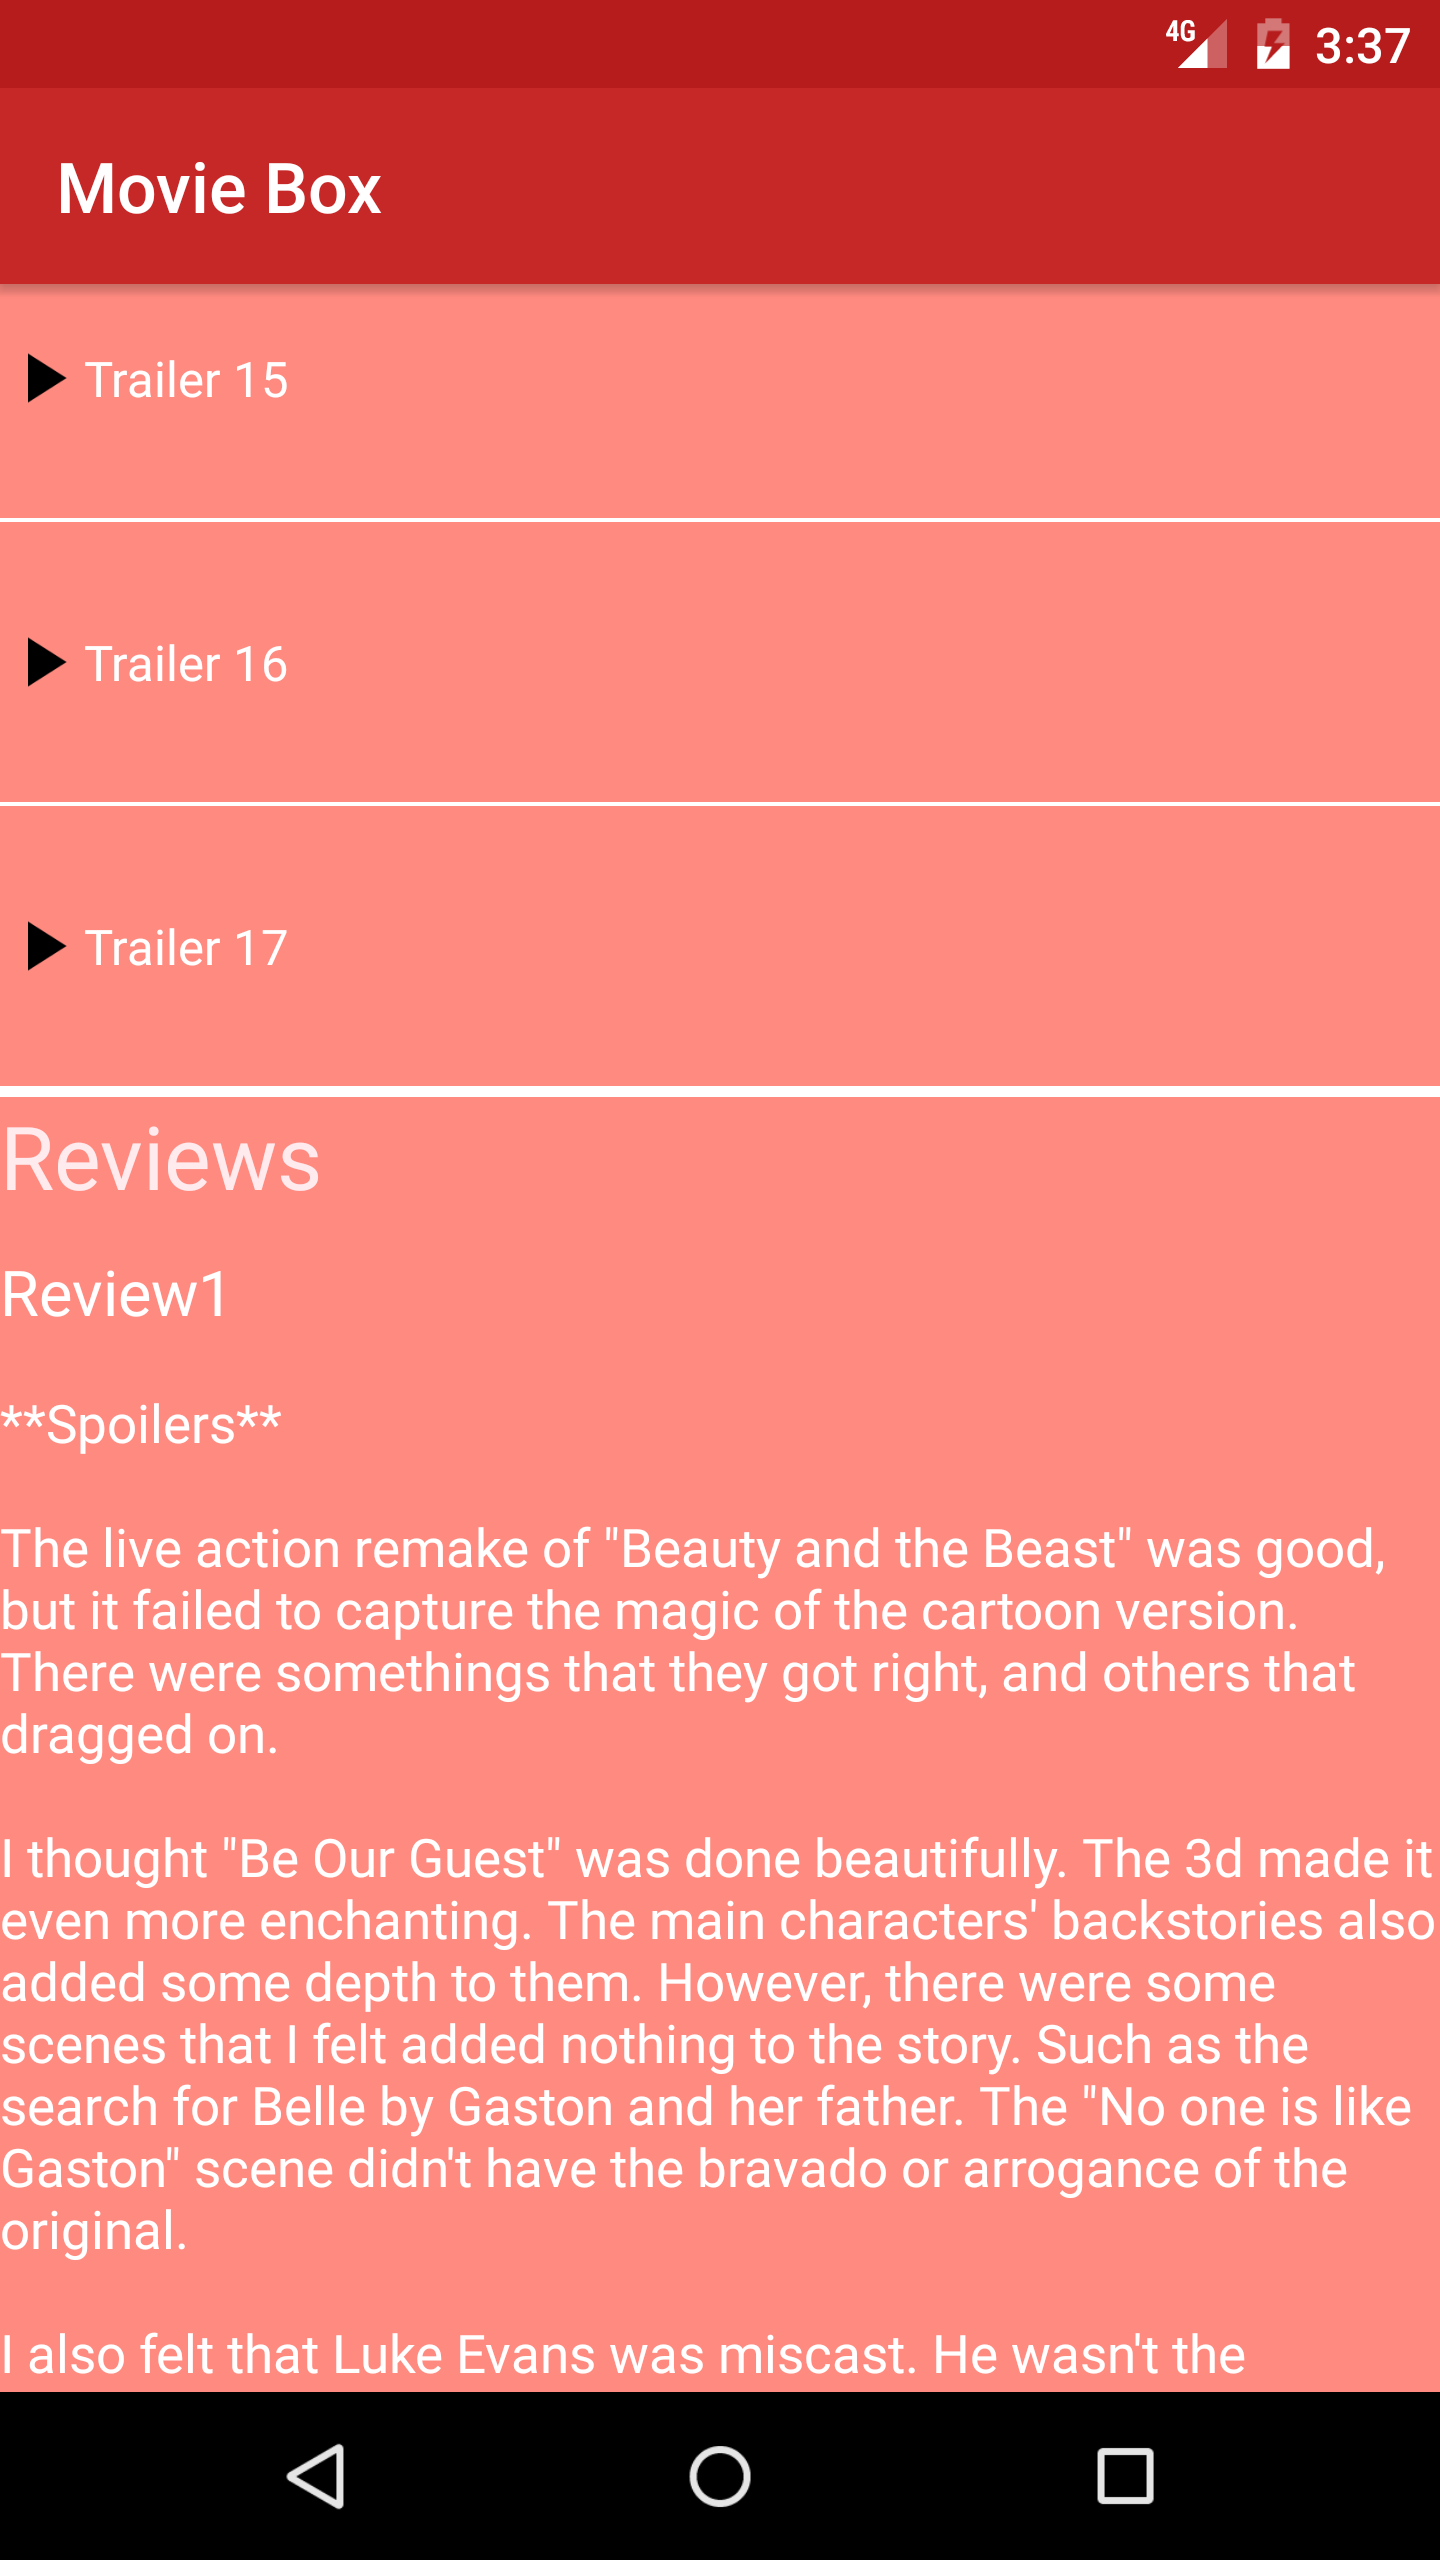 4G 3:37
Movie Box
Trailer 15
Trailer 16
Trailer 17
Reviews
Review1
**Spoilers**
The live action remake of "Beauty and the Beast" was good,
but it failed to capture the magic of the cartoon version.
There were somethings that they got right, and others that
dragged on.
I thought "Be Our Guest" was done beautifully. The 3d made it
even more enchanting. The main characters' backstories also
added some depth to them. However, there were some
scenes that I felt added nothing to the story. Such as the
search for Belle by Gaston and her father. The "No one is like
Gaston" scene didn't have the bravado or arrogance of the
original.
I also felt that Luke Evans was miscast. He wasn't the